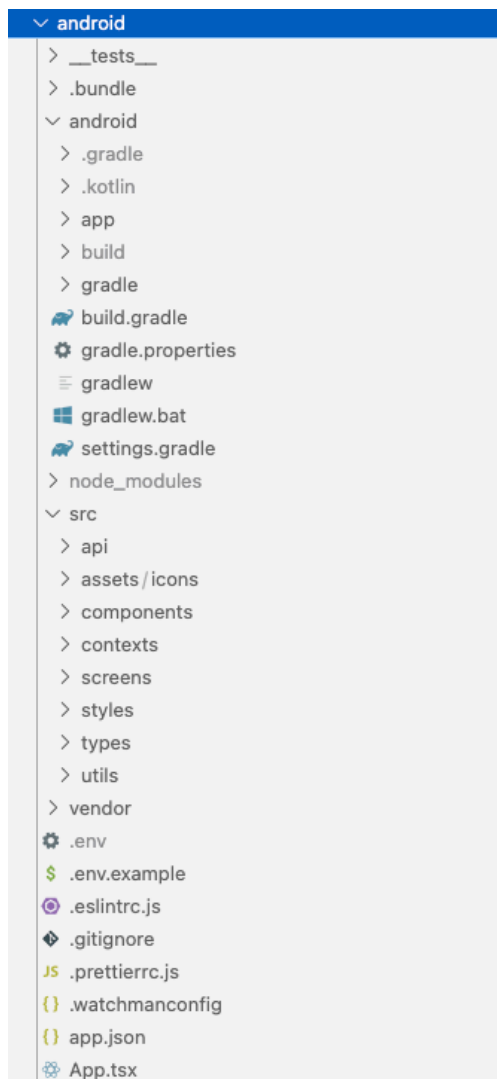 android
__tests__
.bundle
android
.gradle
.kotlin
app
build
gradle
build.gradle
gradle.properties
gradlew
gradlew.bat
settings.gradle
node_modules
src
api
assets/icons
components
contexts
screens
styles
types
utils
vendor
.env
$ .env.example
.eslintrc.js
.gitignore
JS .prettierrc.js
{} .watchmanconfig
{} app.json
App.tsx